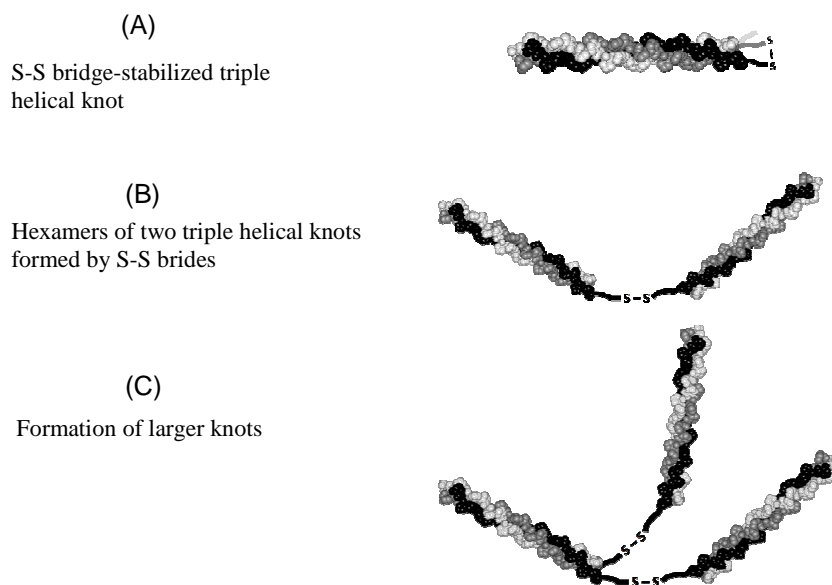 (A)
S-S bridge-stabilized triple
helical knot
S
S
(B)
Hexamers of two triple helical knots
formed by S-S brides
S-S
(C)
Formation of larger knots
S-S
S-S